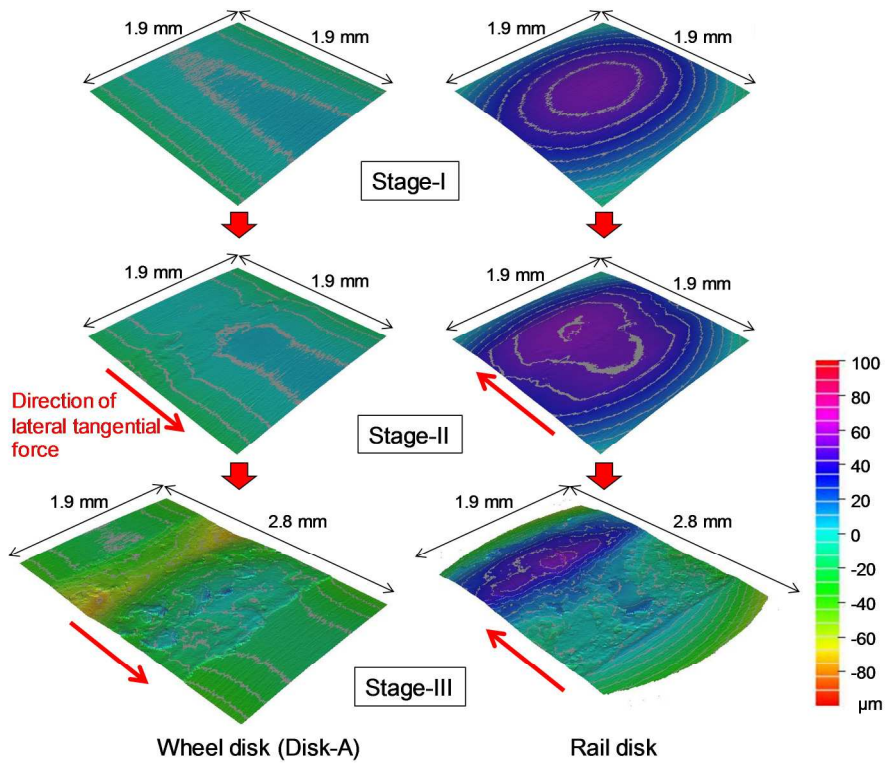 1.9 mm
1.9 mm
1.9 mm
1.9 mm
Stage-I
1.9 mm
1.9 mm
1.9 mm
1.9 mm
Direction of
lateral tangential
force
Stage-II
1.9 mm
2.8 mm
1.9 mm
2.8 mm
Stage-III
100
80
60
40
20
0
-20
-40
-60
-80
µm
Wheel disk (Disk-A)
Rail disk